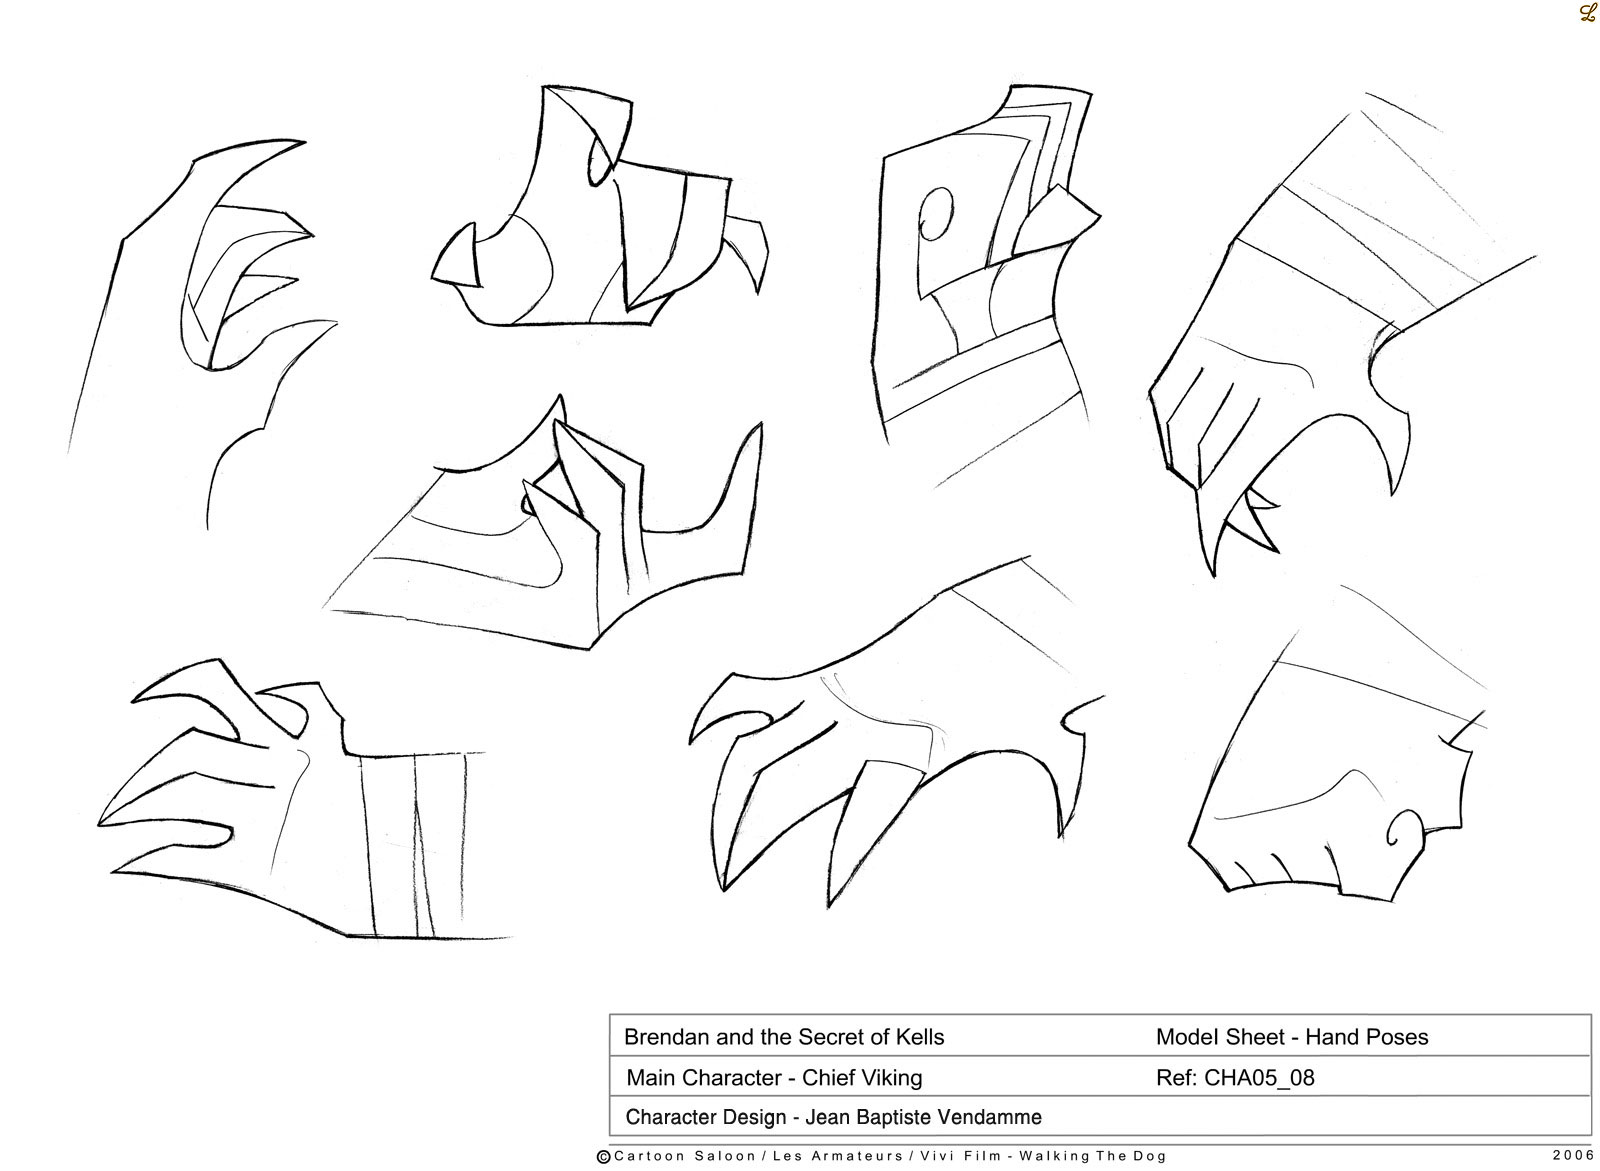 Brendan and the Secret of Kells Model Sheet - Hand Poses
Main Character - Chief Viking Ref: CHA05_08
Character Design - Jean Baptiste Vendamme
©Cartoon Saloon / Les Armateurs / Vivi Film - Walking The Dog 2006